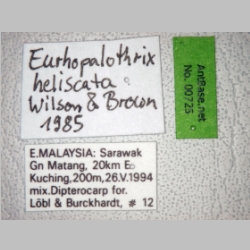 Eurhopalothrix
heliscata
Wilson & Brown
1985
AntBase.net
No. 00725
E.MALAYSIA: Sarawak
Gn Matang, 20km E
Kuching,200m,26.V.1994
mix.Dipterocarp for.
Löbl & Burckhardt, # 12